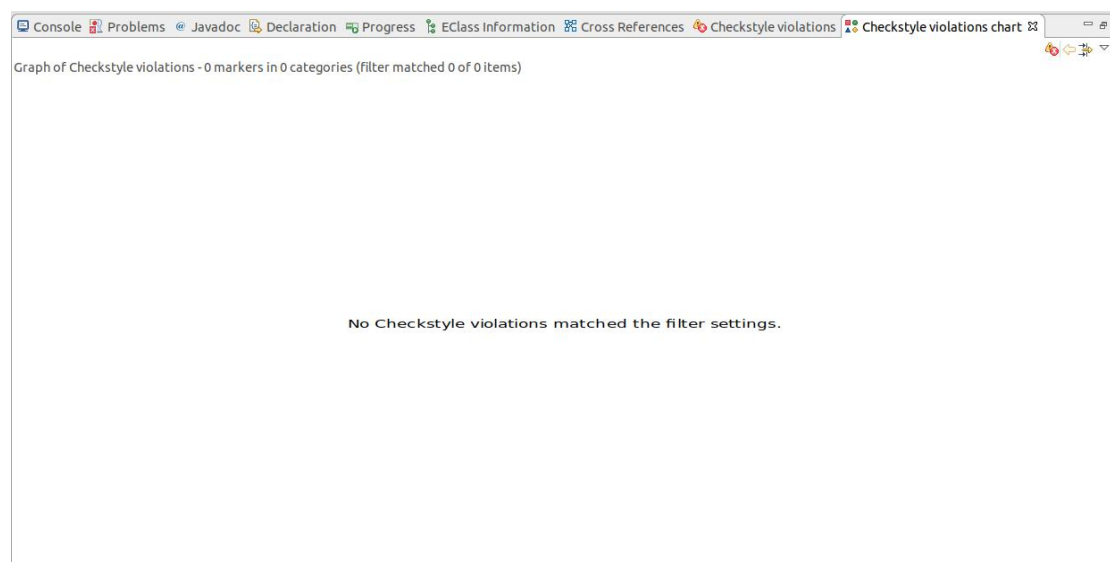 Console Problems @ Javadoc Declaration Progress EClass Information Cross References Checkstyle violations Checkstyle violations chart
Graph of Checkstyle violations - 0 markers in 0 categories (filter matched 0 of 0 items)
No Checkstyle violations matched the filter settings.